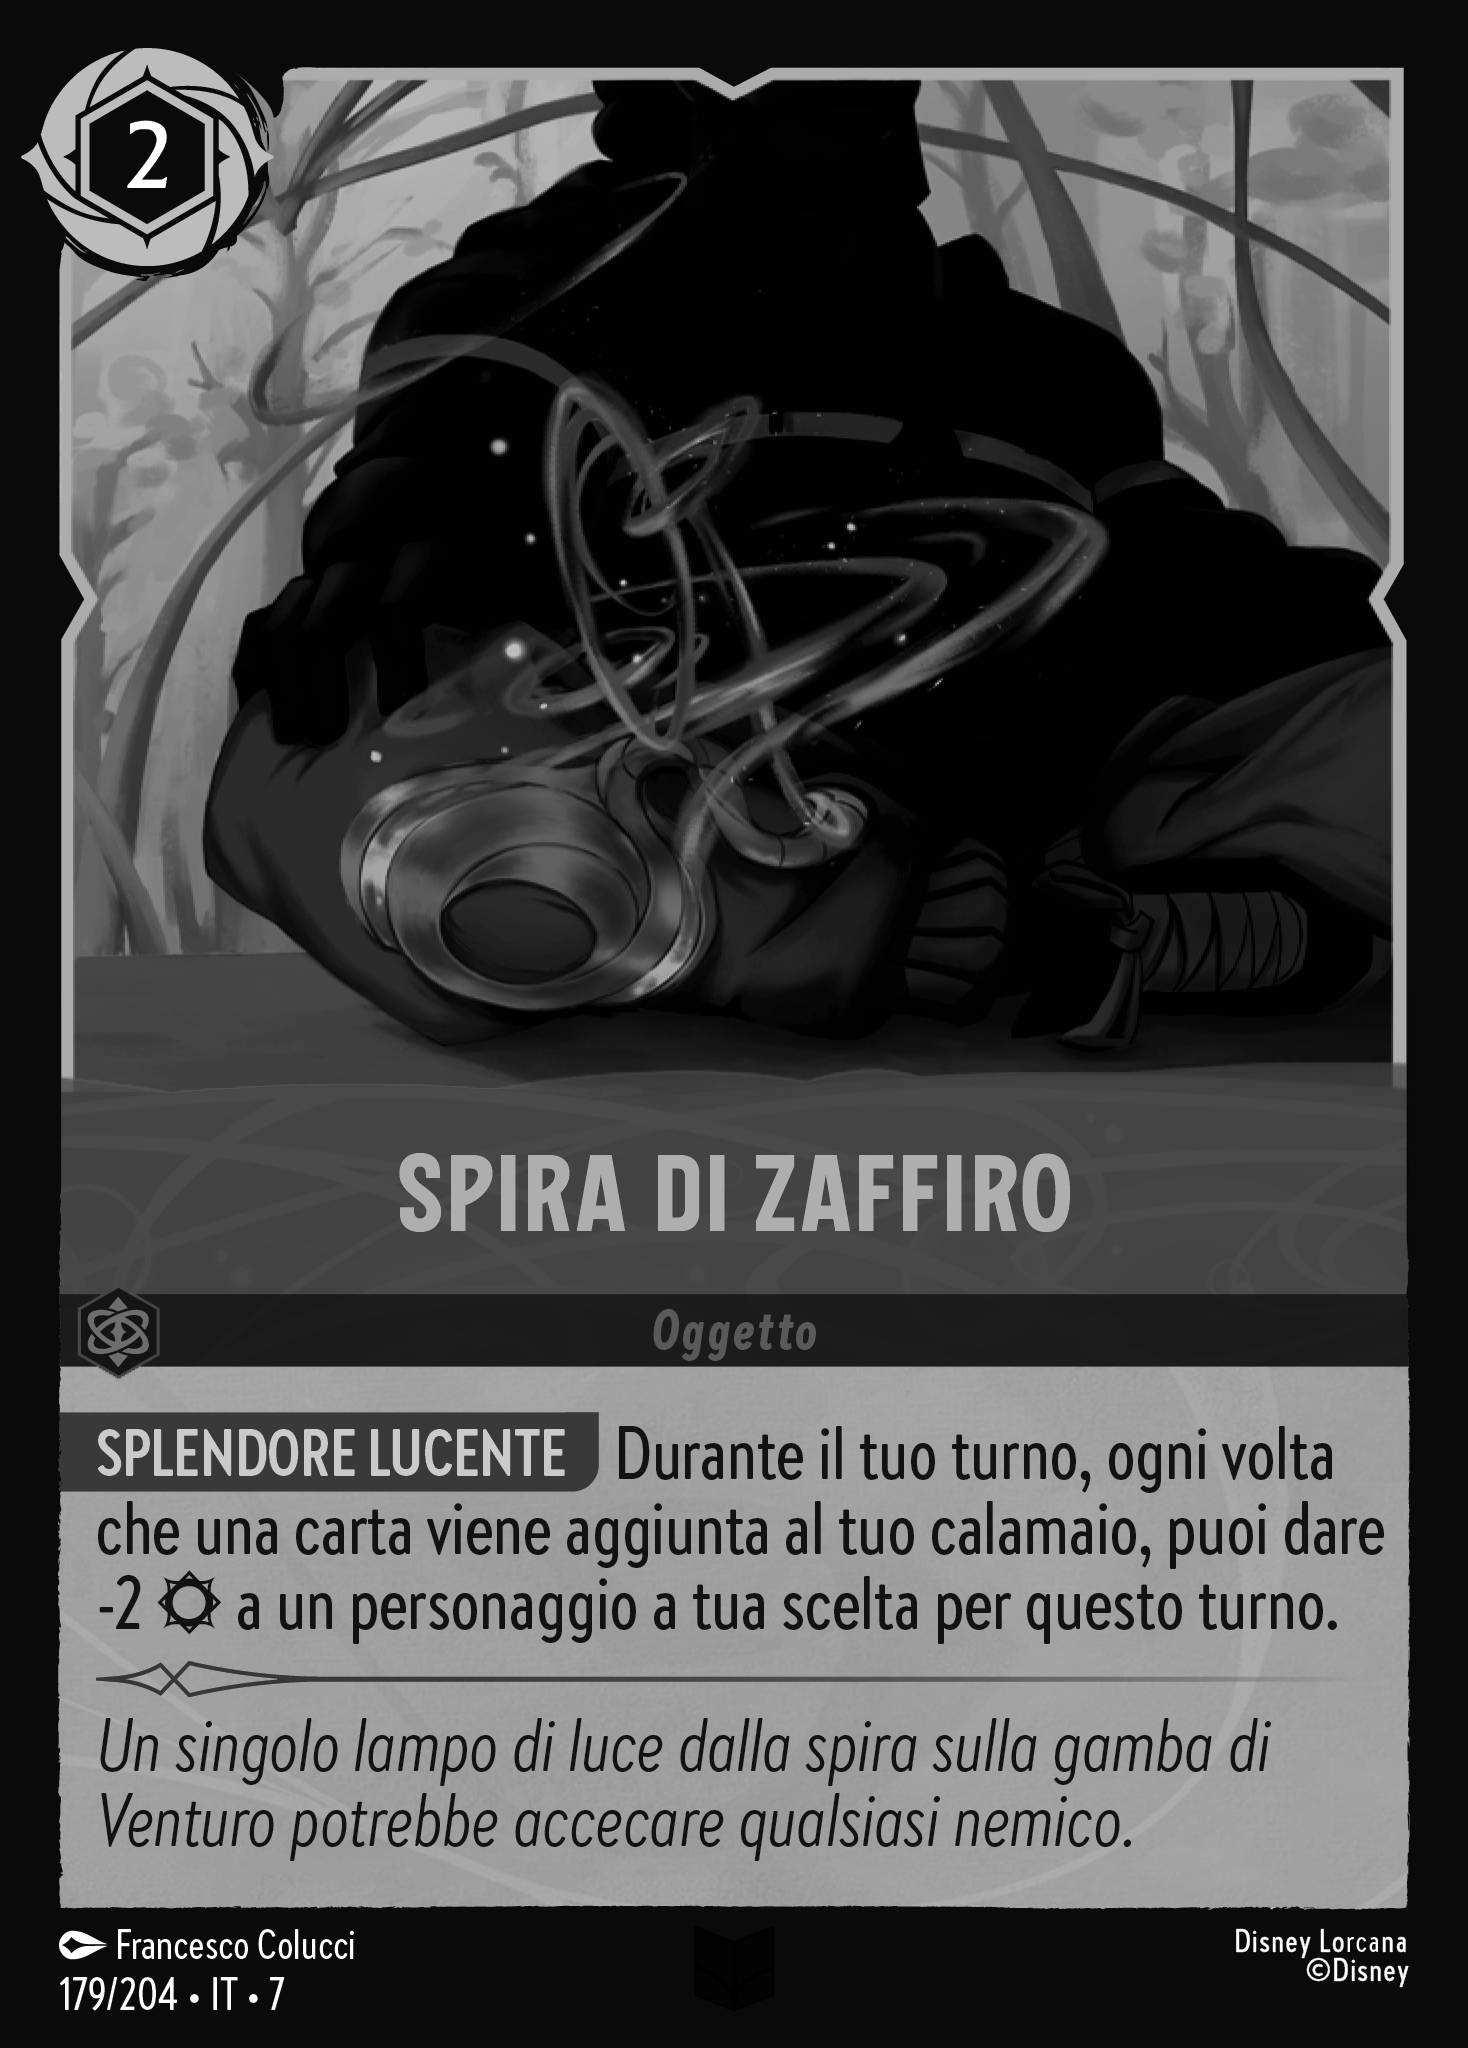 2
SPIRA DI ZAFFIRO
Oggetto
SPLENDORE LUCENTE Durante il tuo turno, ogni volta
che una carta viene aggiunta al tuo calamaio, puoi dare
-2 a un personaggio a tua scelta per questo turno.
Un singolo lampo di luce dalla spira sulla gamba di
Venturo potrebbe accecare qualsiasi nemico.
Francesco Colucci
179/204 • IT • 7
Disney Lorcana
©Disney